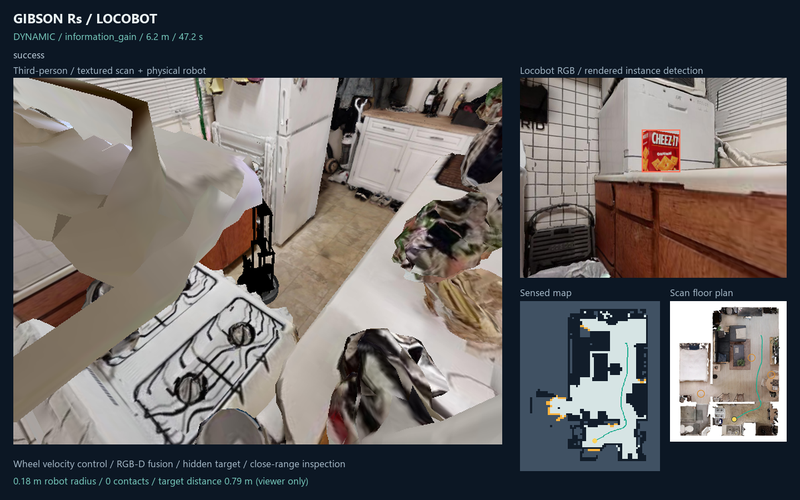 GIBSON Rs / LOCOBOT
DYNAMIC / information_gain / 6.2 m / 47.2 s
success
Third-person / textured scan + physical robot
Locobot RGB / rendered instance detection
RID
CHEEZ-IT
Sensed map
Scan floor plan
Wheel velocity control / RGB-D fusion / hidden target / close-range inspection
0.18 m robot radius / 0 contacts / target distance 0.79 m (viewer only)